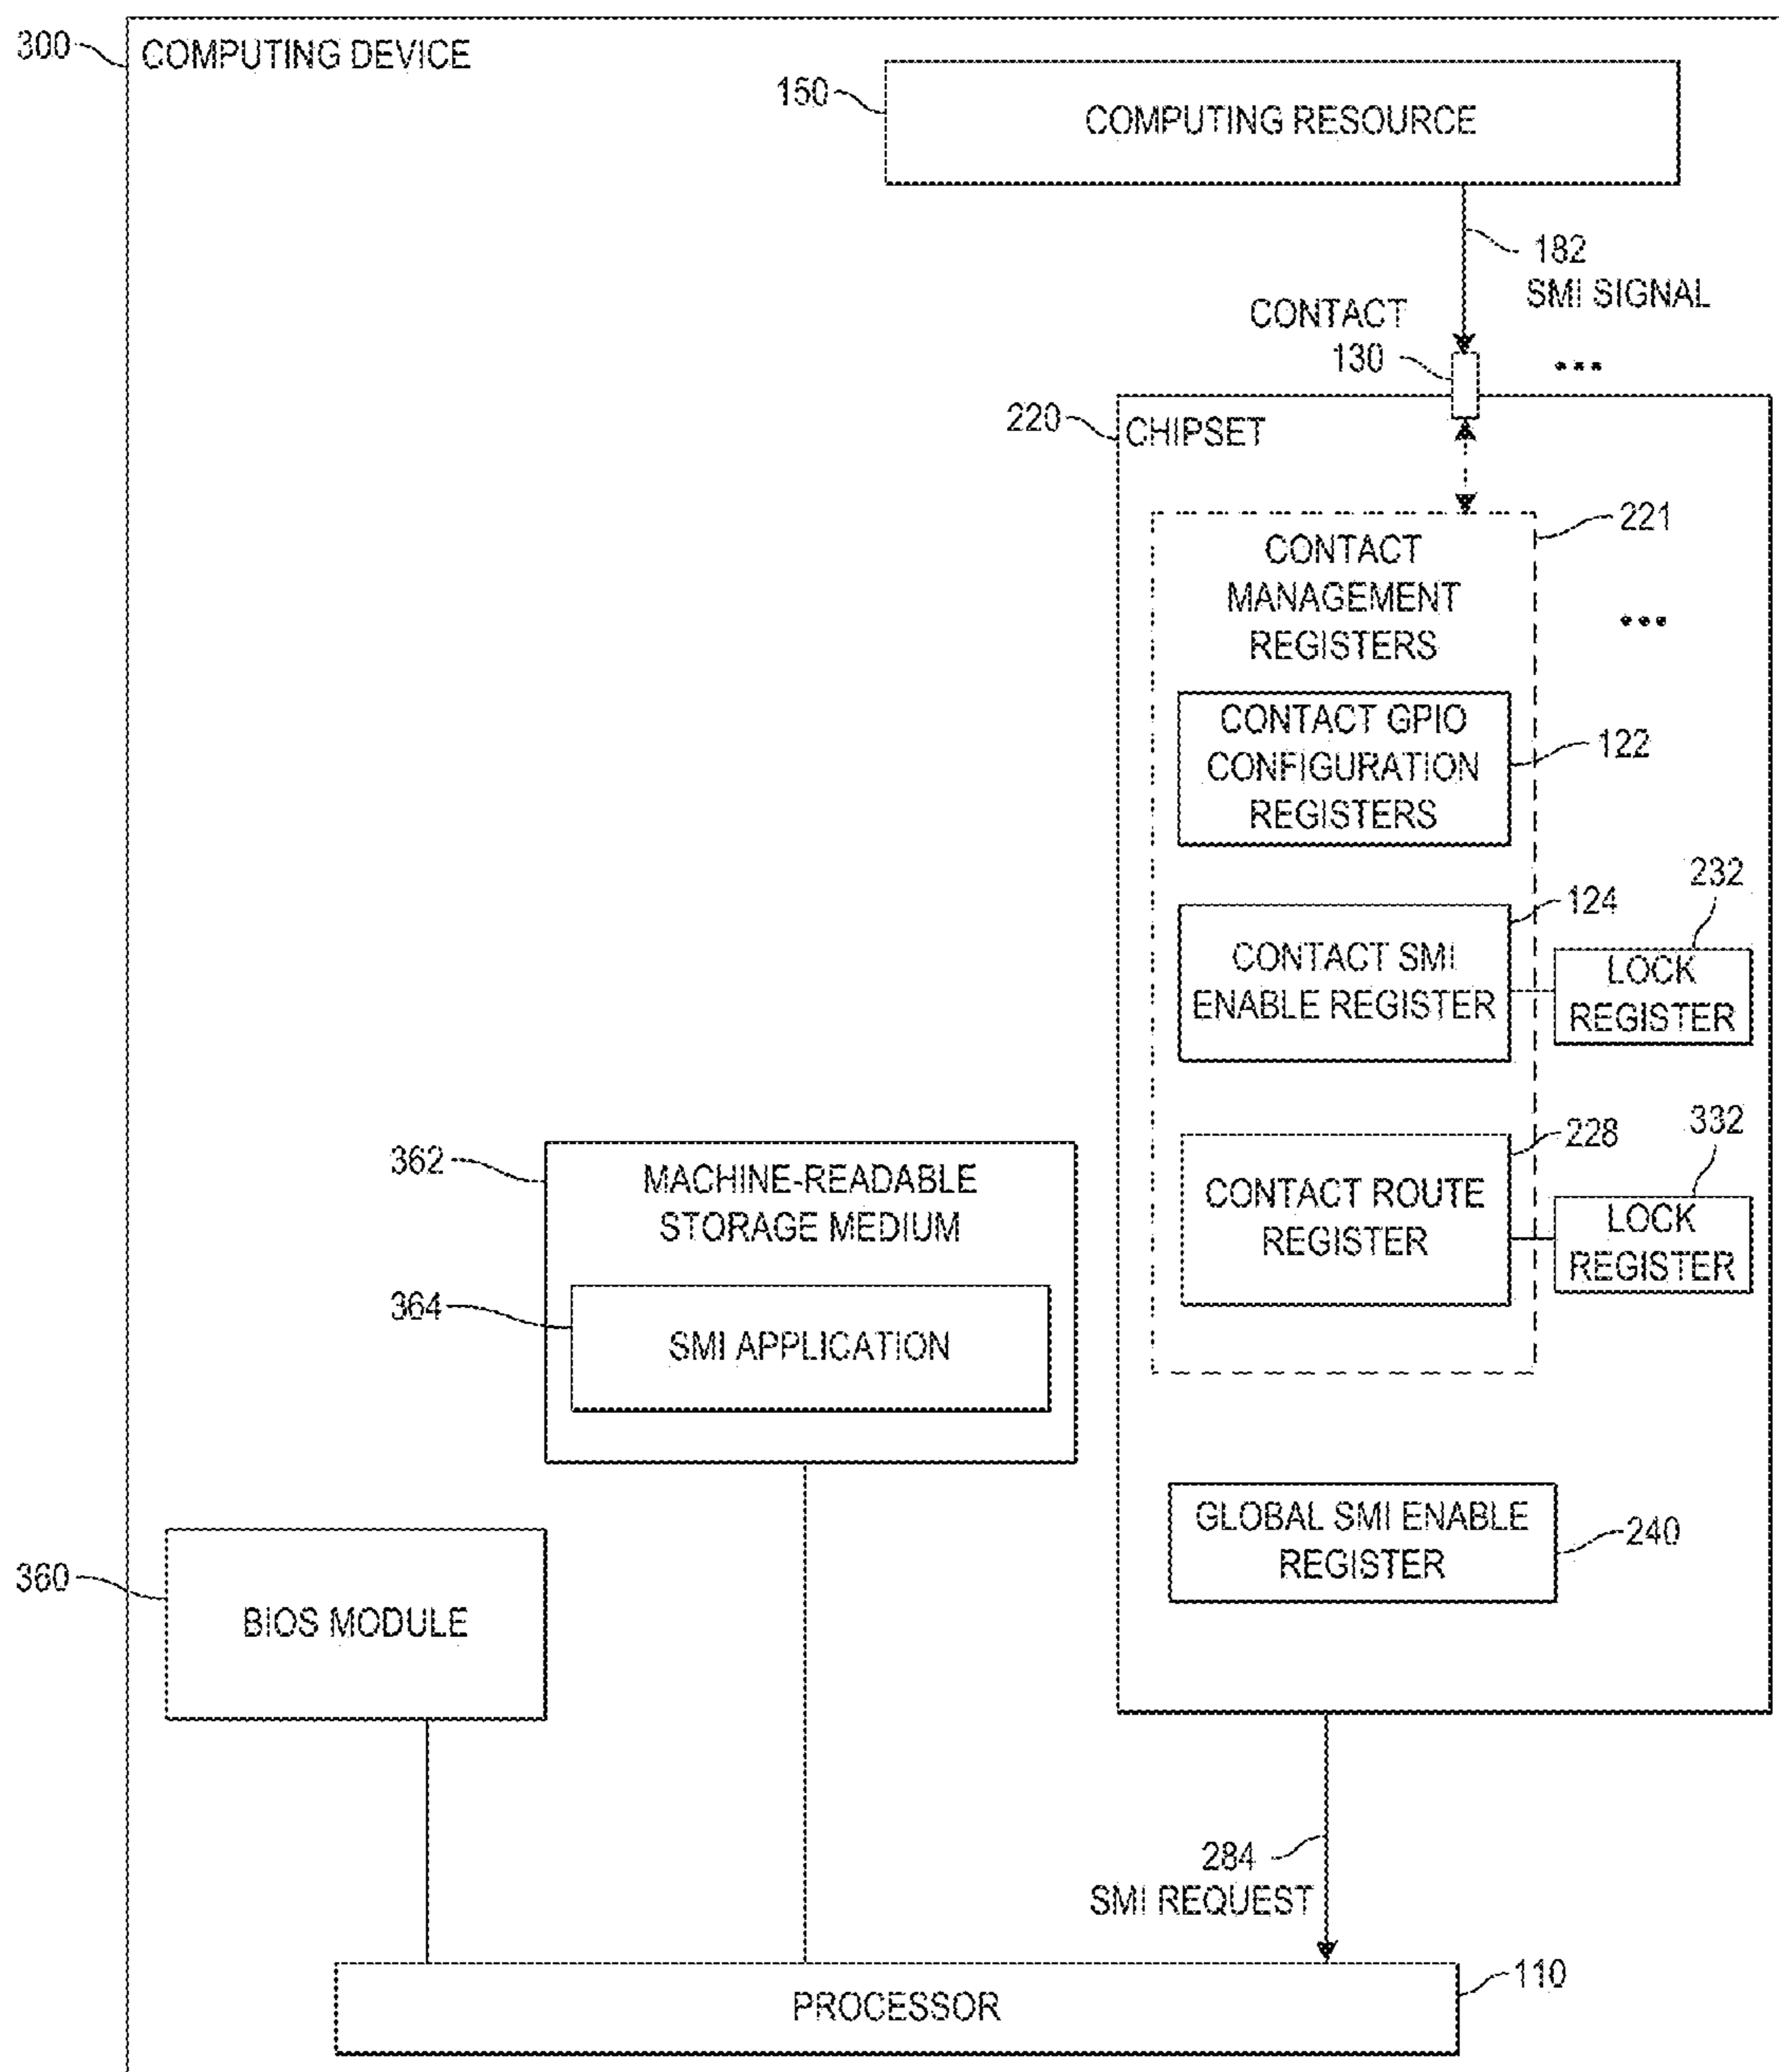 300
COMPUTING DEVICE
150
COMPUTING RESOURCE
182
SMI SIGNAL
CONTACT
130
...
220
CHIPSET
221
CONTACT
MANAGEMENT
REGISTERS
...
CONTACT GPIO
CONFIGURATION
REGISTERS
122
124
232
CONTACT SMI
ENABLE REGISTER
LOCK
REGISTER
228
332
CONTACT ROUTE
REGISTER
LOCK
REGISTER
362
MACHINE-READABLE
STORAGE MEDIUM
364
SMI APPLICATION
GLOBAL SMI ENABLE
REGISTER
240
360
BIOS MODULE
284
SMI REQUEST
PROCESSOR
110